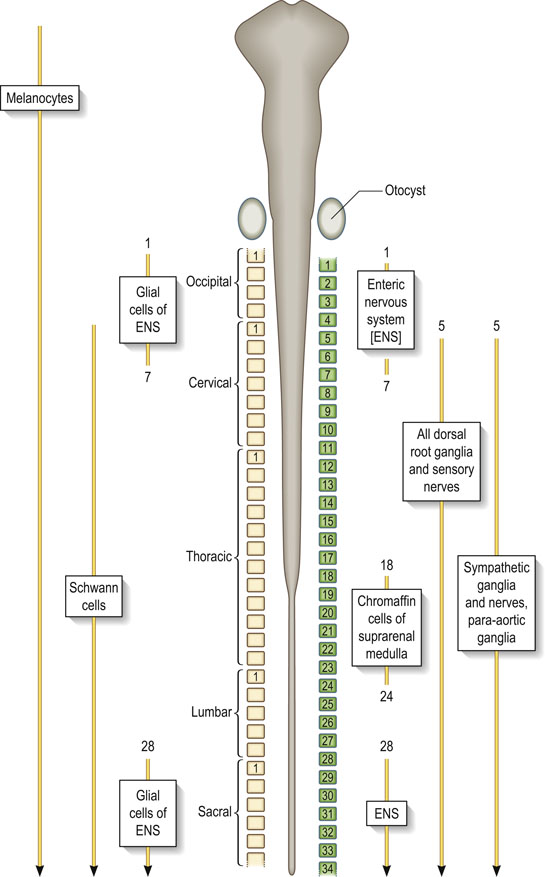 Melanocytes
Schwann
cells
1
Glial
cells of
ENS
7
28
Glial
cells of
ENS
Occipital
Cervical
Thoracic
Lumbar
Sacral
1
1
1
1
1
Otocyst
1
2
3
4
5
6
7
8
9
10
11
12
13
14
15
16
17
18
19
20
21
22
23
24
25
26
27
28
29
30
31
32
33
34
1
Enteric
nervous
system
[ENS]
7
18
Chromaffin
cells of
suprarenal
medulla
24
28
ENS
5
All dorsal
root ganglia
and sensory
nerves
5
Sympathetic
ganglia
and nerves,
para-aortic
ganglia